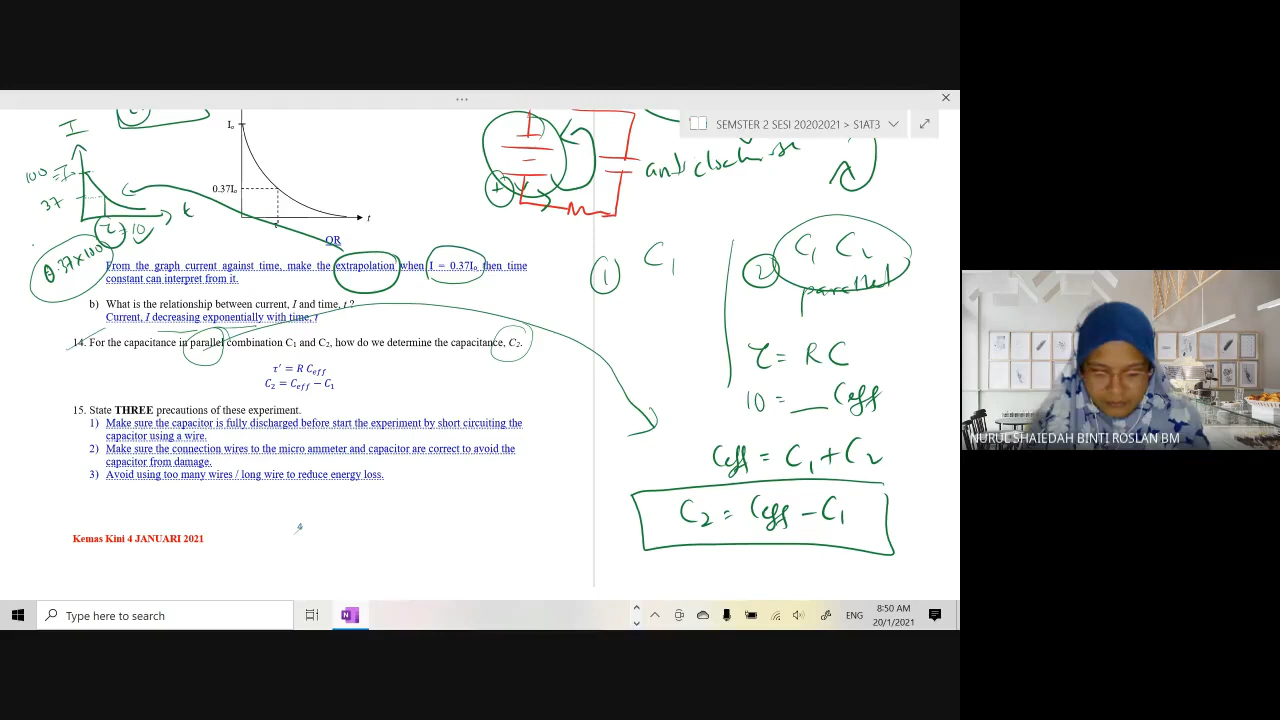 SEMSTER 2 SESI 20202021 > S1AT3
I
100 = I
37
τ = 10
t
0.37 x 100
I₀
0.37I₀
τ
t
+
anti clockwise
OR
From the graph current against time, make the extrapolation when I = 0.37I₀ then time
constant can interpret from it.
b) What is the relationship between current, I and time, t ?
Current, I decreasing exponentially with time, t
14. For the capacitance in parallel combination C₁ and C₂, how do we determine the capacitance, C₂.
τ′ = R Cₑff
C₂ = Cₑff − C₁
15. State THREE precautions of these experiment.
1) Make sure the capacitor is fully discharged before start the experiment by short circuiting the
capacitor using a wire.
2) Make sure the connection wires to the micro ammeter and capacitor are correct to avoid the
capacitor from damage.
3) Avoid using too many wires / long wire to reduce energy loss.
Kemas Kini 4 JANUARI 2021
1 C₁
2 C₁ C₂
parallel
τ = R C
10 = __ Ceff
Ceff = C₁ + C₂
C₂ = Ceff − C₁
NURUL SHAIEDAH BINTI ROSLAN BM
Type here to search
N
ENG
8:50 AM
20/1/2021